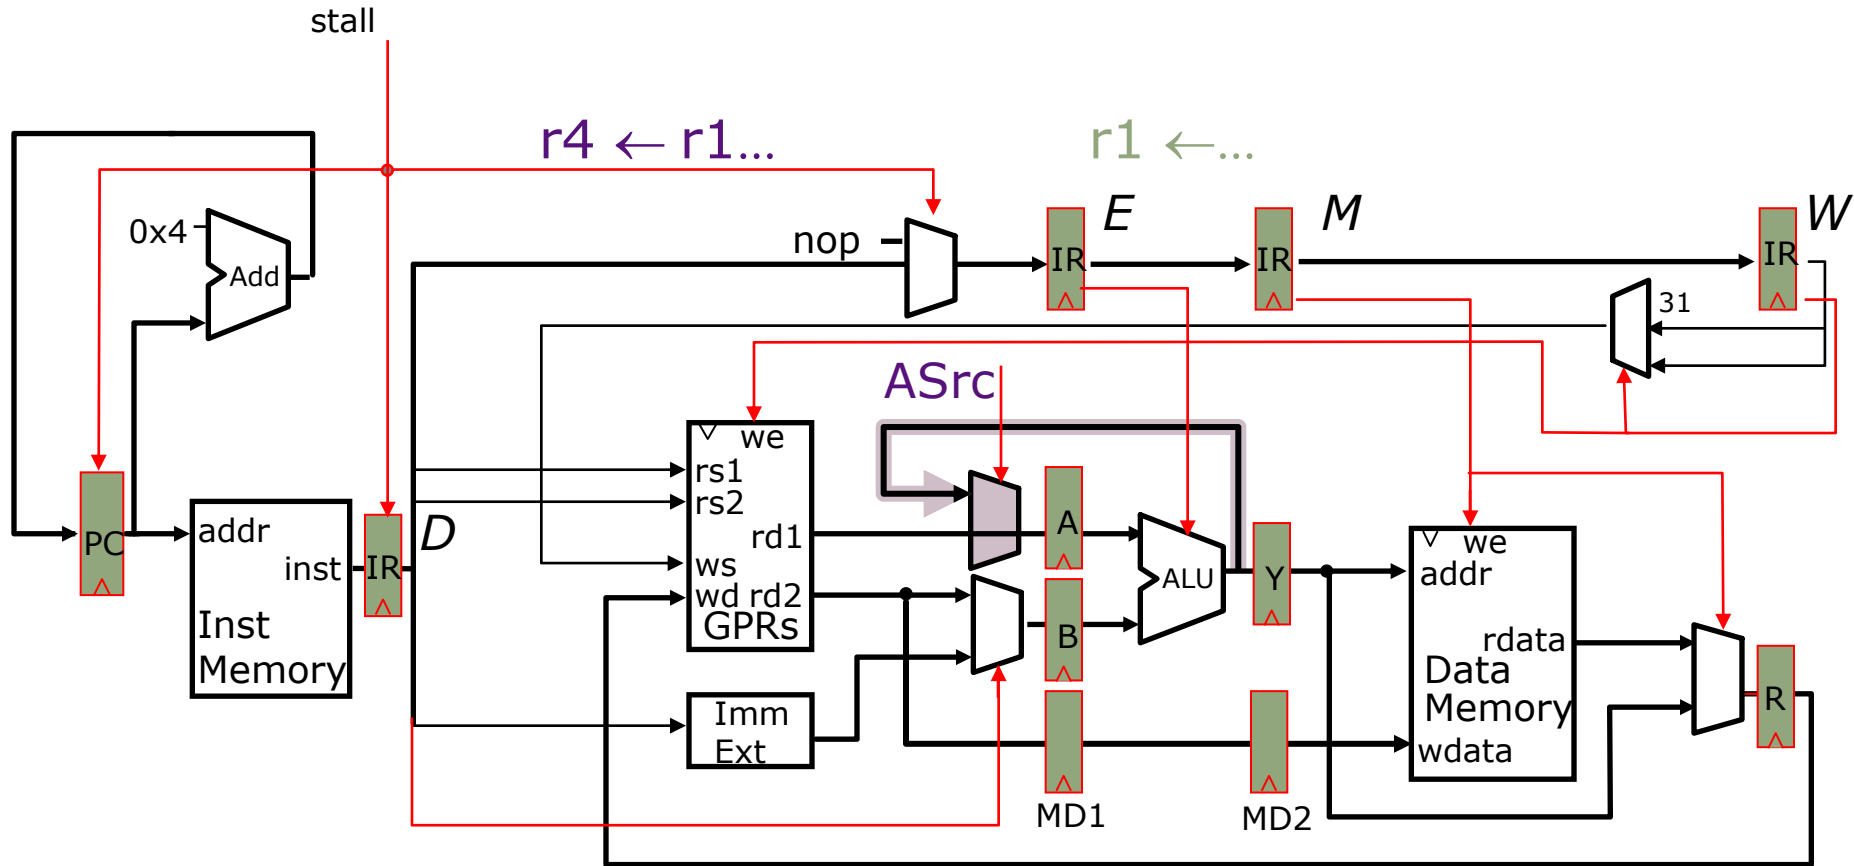 stall
r4 ← r1...
r1 ←...
0x4
Add
nop
IR
E
IR
M
IR
W
31
ASrc
we
rs1
rs2
rd1
ws
wd rd2
GPRs
A
B
ALU
Y
PC
addr
inst
Inst
Memory
IR
D
Imm
Ext
MD1
MD2
we
addr
rdata
Data
Memory
wdata
R